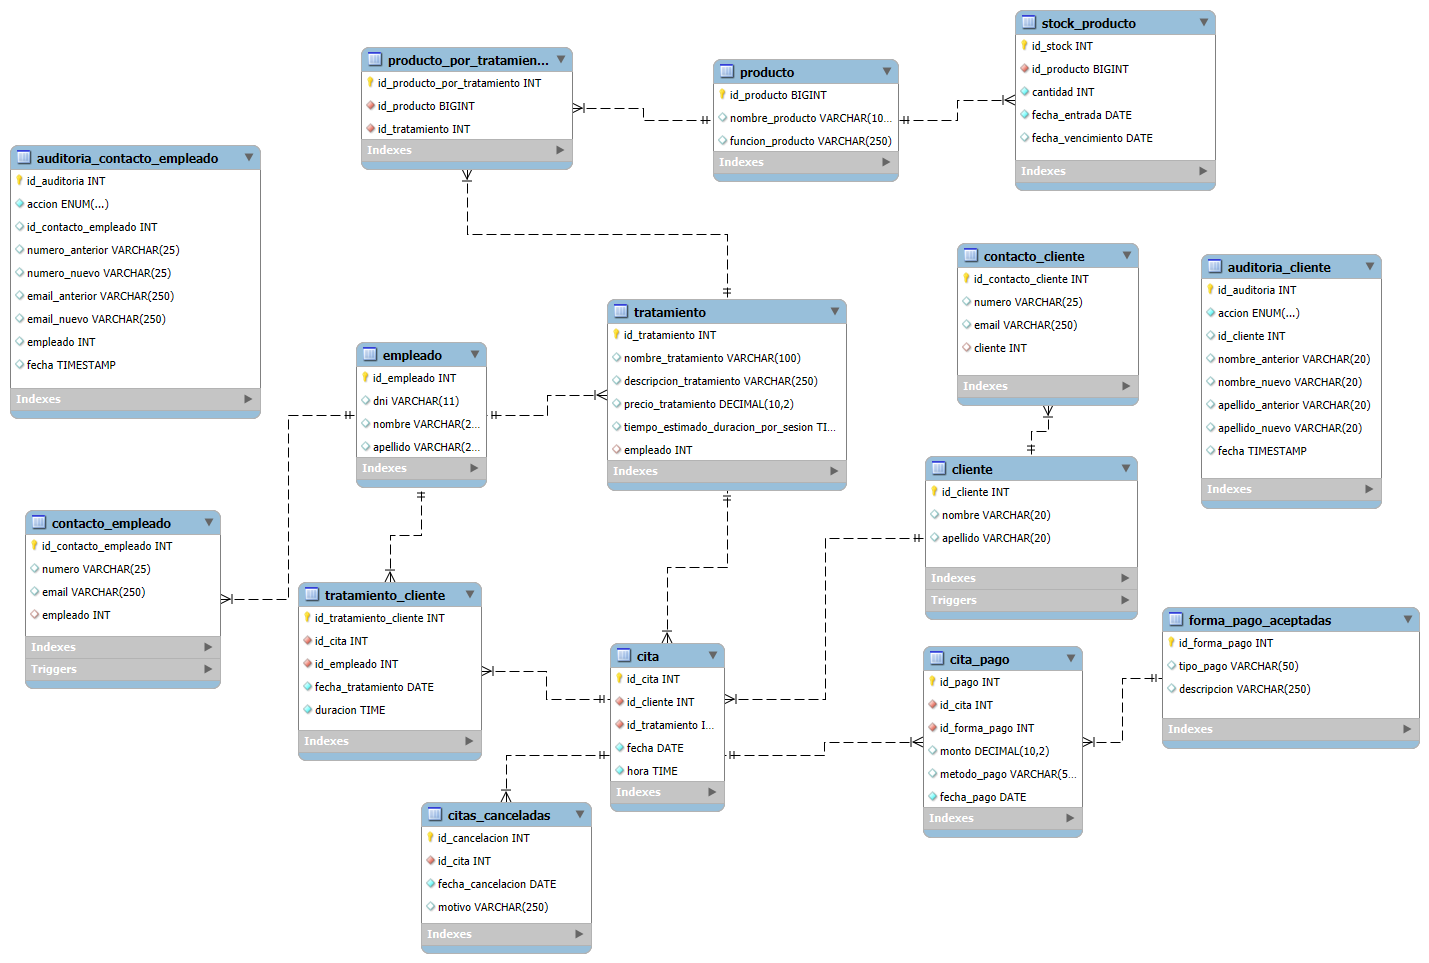 stock_producto
id_stock INT
id_producto BIGINT
cantidad INT
fecha_entrada DATE
fecha_vencimiento DATE
Indexes
producto_por_tratamien...
id_producto_por_tratamiento INT
id_producto BIGINT
id_tratamiento INT
Indexes
producto
id_producto BIGINT
nombre_producto VARCHAR(10...
funcion_producto VARCHAR(250)
Indexes
auditoria_contacto_empleado
id_auditoria INT
accion ENUM(...)
id_contacto_empleado INT
numero_anterior VARCHAR(25)
numero_nuevo VARCHAR(25)
email_anterior VARCHAR(250)
email_nuevo VARCHAR(250)
empleado INT
fecha TIMESTAMP
Indexes
contacto_cliente
id_contacto_cliente INT
numero VARCHAR(25)
email VARCHAR(250)
cliente INT
Indexes
auditoria_cliente
id_auditoria INT
accion ENUM(...)
id_cliente INT
nombre_anterior VARCHAR(20)
nombre_nuevo VARCHAR(20)
apellido_anterior VARCHAR(20)
apellido_nuevo VARCHAR(20)
fecha TIMESTAMP
Indexes
tratamiento
id_tratamiento INT
nombre_tratamiento VARCHAR(100)
descripcion_tratamiento VARCHAR(250)
precio_tratamiento DECIMAL(10,2)
tiempo_estimado_duracion_por_sesion TI...
empleado INT
Indexes
empleado
id_empleado INT
dni VARCHAR(11)
nombre VARCHAR(2...
apellido VARCHAR(2...
Indexes
cliente
id_cliente INT
nombre VARCHAR(20)
apellido VARCHAR(20)
Indexes
Triggers
contacto_empleado
id_contacto_empleado INT
numero VARCHAR(25)
email VARCHAR(250)
empleado INT
Indexes
Triggers
tratamiento_cliente
id_tratamiento_cliente INT
id_cita INT
id_empleado INT
fecha_tratamiento DATE
duracion TIME
Indexes
cita
id_cita INT
id_cliente INT
id_tratamiento I...
fecha DATE
hora TIME
Indexes
cita_pago
id_pago INT
id_cita INT
id_forma_pago INT
monto DECIMAL(10,2)
metodo_pago VARCHAR(5...
fecha_pago DATE
Indexes
forma_pago_aceptadas
id_forma_pago INT
tipo_pago VARCHAR(50)
descripcion VARCHAR(250)
Indexes
citas_canceladas
id_cancelacion INT
id_cita INT
fecha_cancelacion DATE
motivo VARCHAR(250)
Indexes